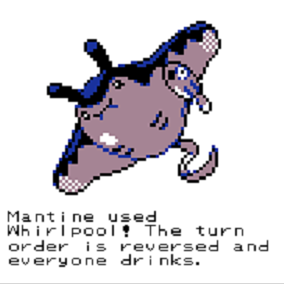 Mantine used
Whirlpool! The turn
order is reversed and
everyone drinks.